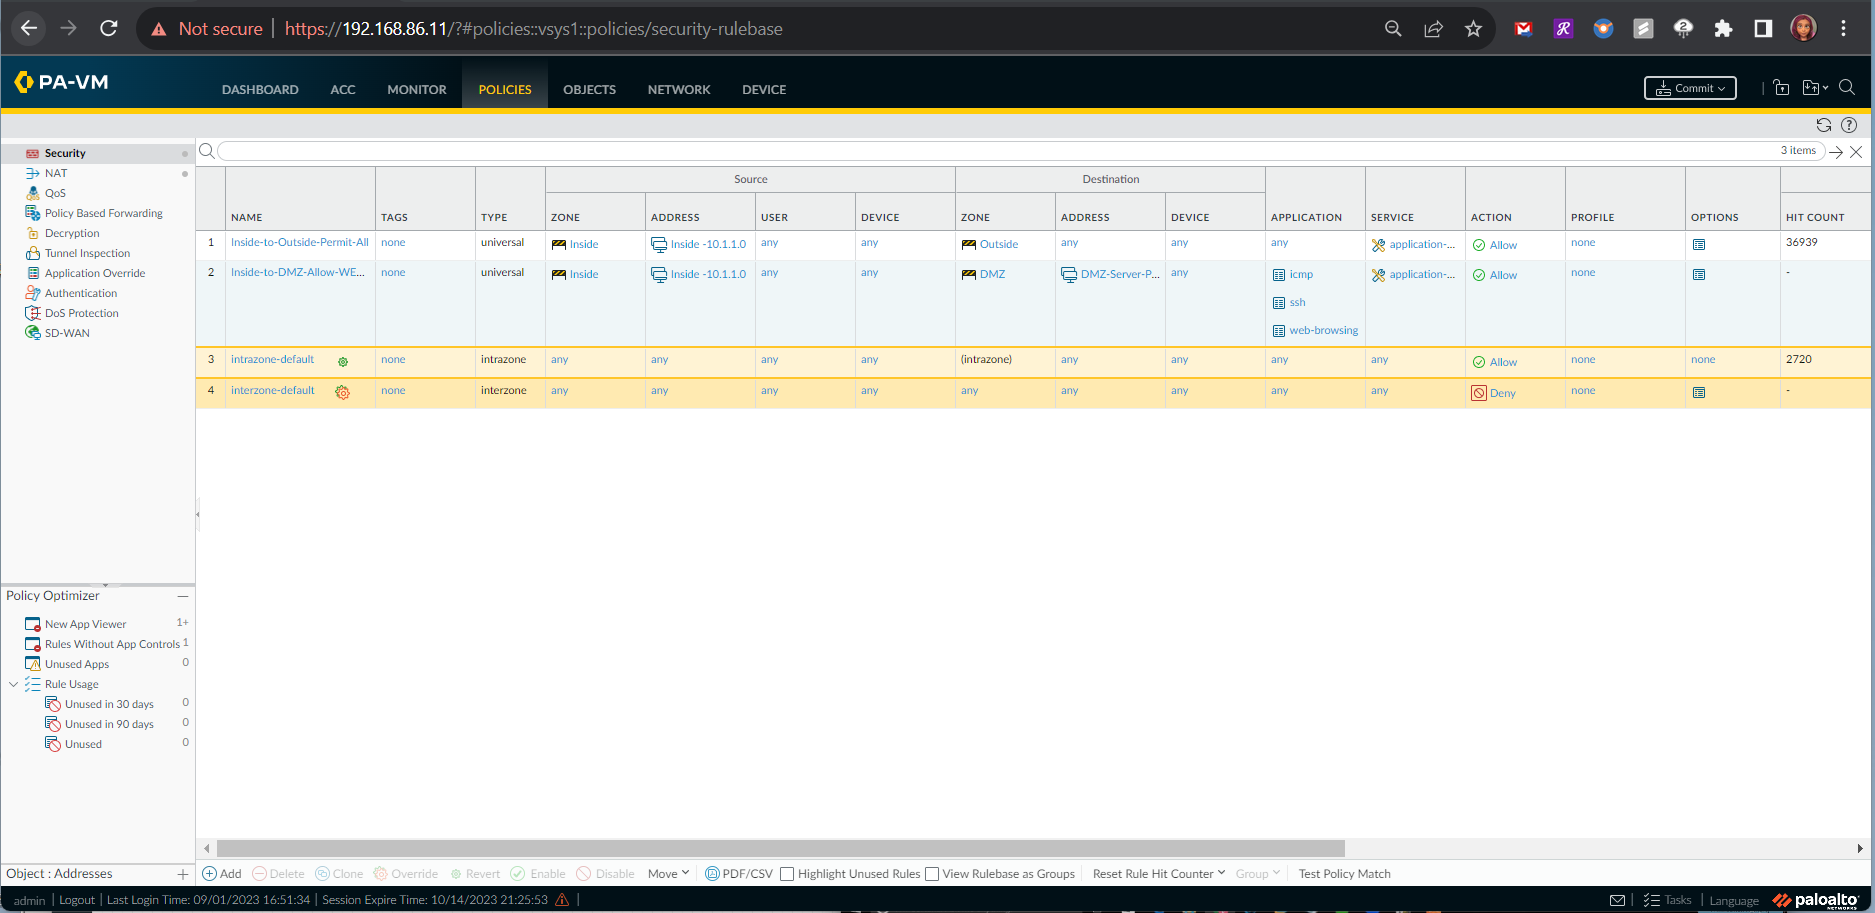 Not secure | https://192.168.86.11/?#policies::vsys1::policies/security-rulebase
PA-VM
DASHBOARD ACC MONITOR POLICIES OBJECTS NETWORK DEVICE
Commit
Security
NAT
QoS
Policy Based Forwarding
Decryption
Tunnel Inspection
Application Override
Authentication
DoS Protection
SD-WAN
3 items
Source Destination
NAME TAGS TYPE ZONE ADDRESS USER DEVICE ZONE ADDRESS DEVICE APPLICATION SERVICE ACTION PROFILE OPTIONS HIT COUNT
1 Inside-to-Outside-Permit-All none universal Inside Inside -10.1.1.0 any any Outside any any any application-... Allow none 36939
2 Inside-to-DMZ-Allow-WE... none universal Inside Inside -10.1.1.0 any any DMZ DMZ-Server-P... any icmp application-... Allow none -
ssh
web-browsing
3 intrazone-default none intrazone any any any any (intrazone) any any any any Allow none none 2720
4 interzone-default none interzone any any any any any any any any any Deny none -
Policy Optimizer
New App Viewer 1+
Rules Without App Controls 1
Unused Apps 0
Rule Usage
Unused in 30 days 0
Unused in 90 days 0
Unused 0
Object : Addresses
Add Delete Clone Override Revert Enable Disable Move PDF/CSV Highlight Unused Rules View Rulebase as Groups Reset Rule Hit Counter Group Test Policy Match
admin | Logout | Last Login Time: 09/01/2023 16:51:34 | Session Expire Time: 10/14/2023 21:25:53 |
Tasks | Language paloalto NETWORKS